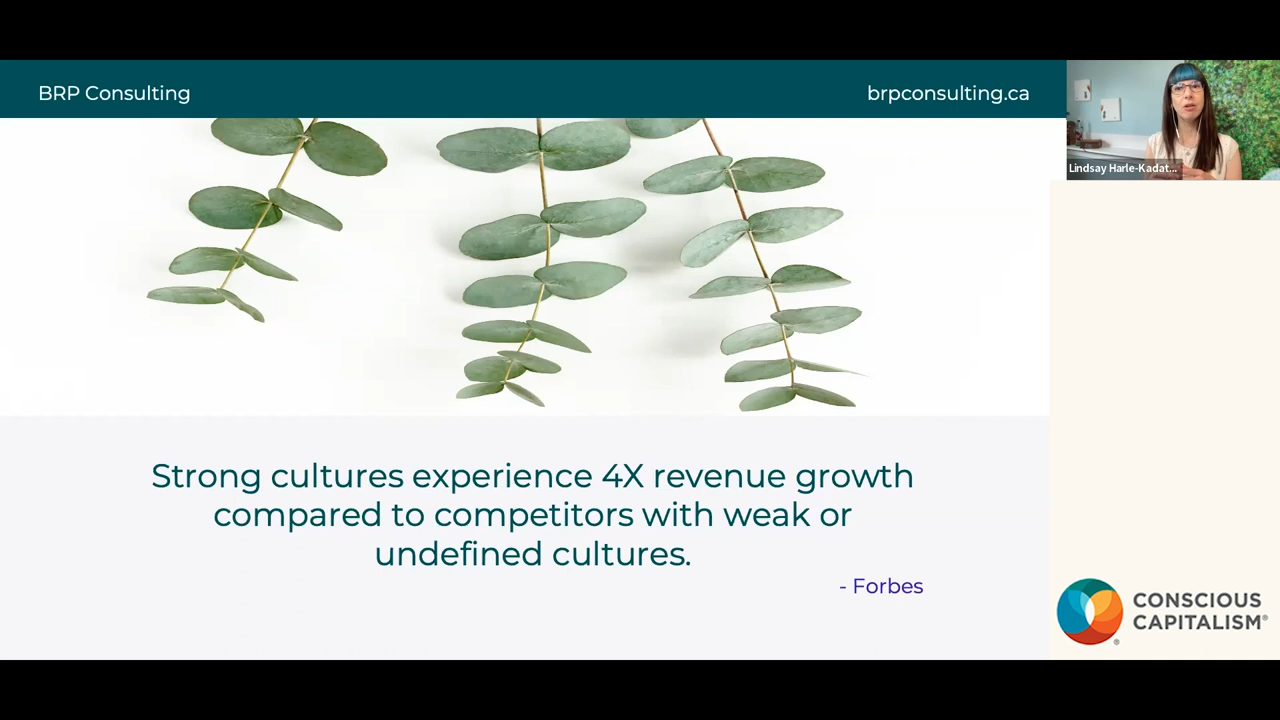 BRP Consulting
brpconsulting.ca
Lindsay Harle-Kadat...
Strong cultures experience 4X revenue growth
compared to competitors with weak or
undefined cultures.
- Forbes
CONSCIOUS
CAPITALISM®
®